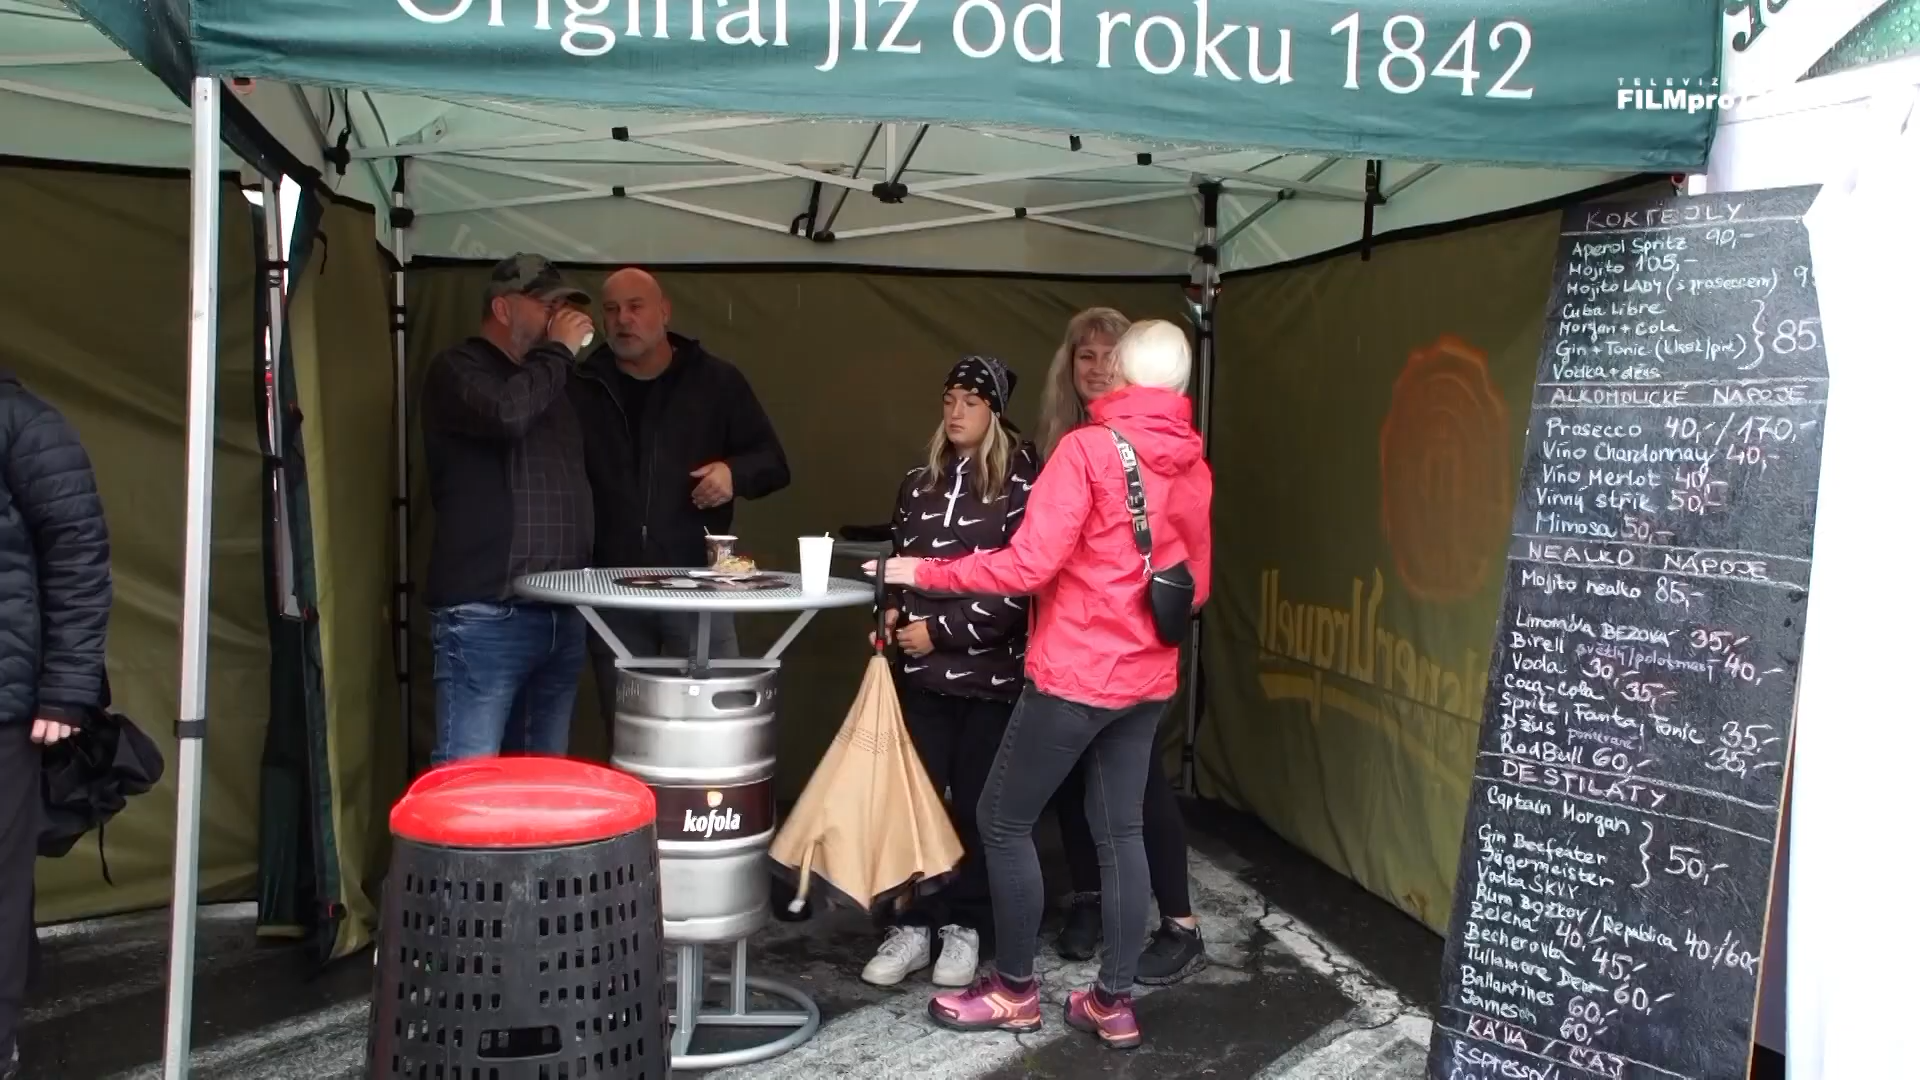 Originál již od roku 1842
TELEVIZE
FILMpro
KOKTEJLY
Aperol Spritz 90,-
Mojito 105,-
Mojito LADY (s proseccem) 9
Cuba Libre
Morgan + Cola
Gin + Tonic
85
Vodka + džus
ALKOHOLICKÉ NÁPOJE
Prosecco 40,-/170,-
Víno Chardonnay 40,-
Víno Merlot 40,-
Vinný střik 50,-
Mimosa 50,-
NEALKO NÁPOJE
Mojito nealko 85,-
Limonáda BEZOVÁ 35,-
Birell světlý/polotmavý 40,-
Voda 30,-
Coca-cola 35,-
Sprite, Fanta, Tonic 35,-
Džus pomeranč 35,-
RedBull 60,-
DESTILÁTY
Captain Morgan
Gin Beefeater
50,-
Jägermeister
Vodka SKYY
Rum Božkov/Republica 40,-/60,-
Zelená 40,-
Becherovka 45,-
Tullamore Dew 60,-
Ballantines 60,-
Jameson 60,-
KÁVA / ČAJ
Espresso/
kofola